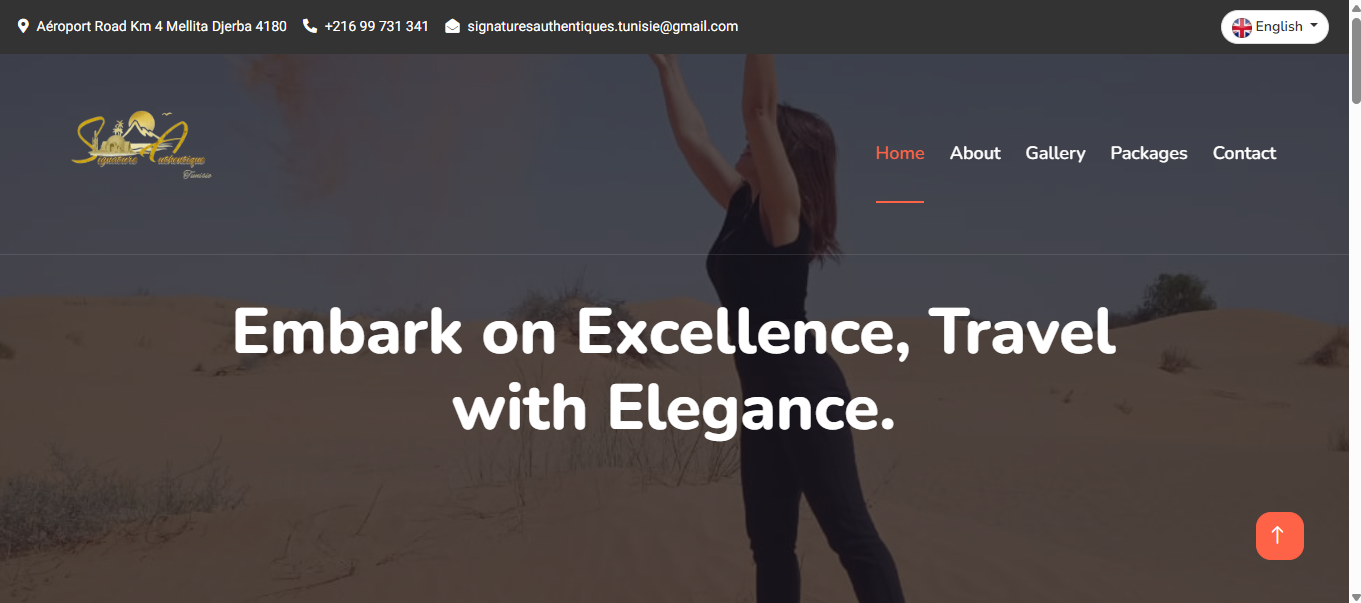 Aéroport Road Km 4 Mellita Djerba 4180 +216 99 731 341 signaturesauthentiques.tunisie@gmail.com English
Signature Authentique
Tunisie
Home About Gallery Packages Contact
Embark on Excellence, Travel
with Elegance.